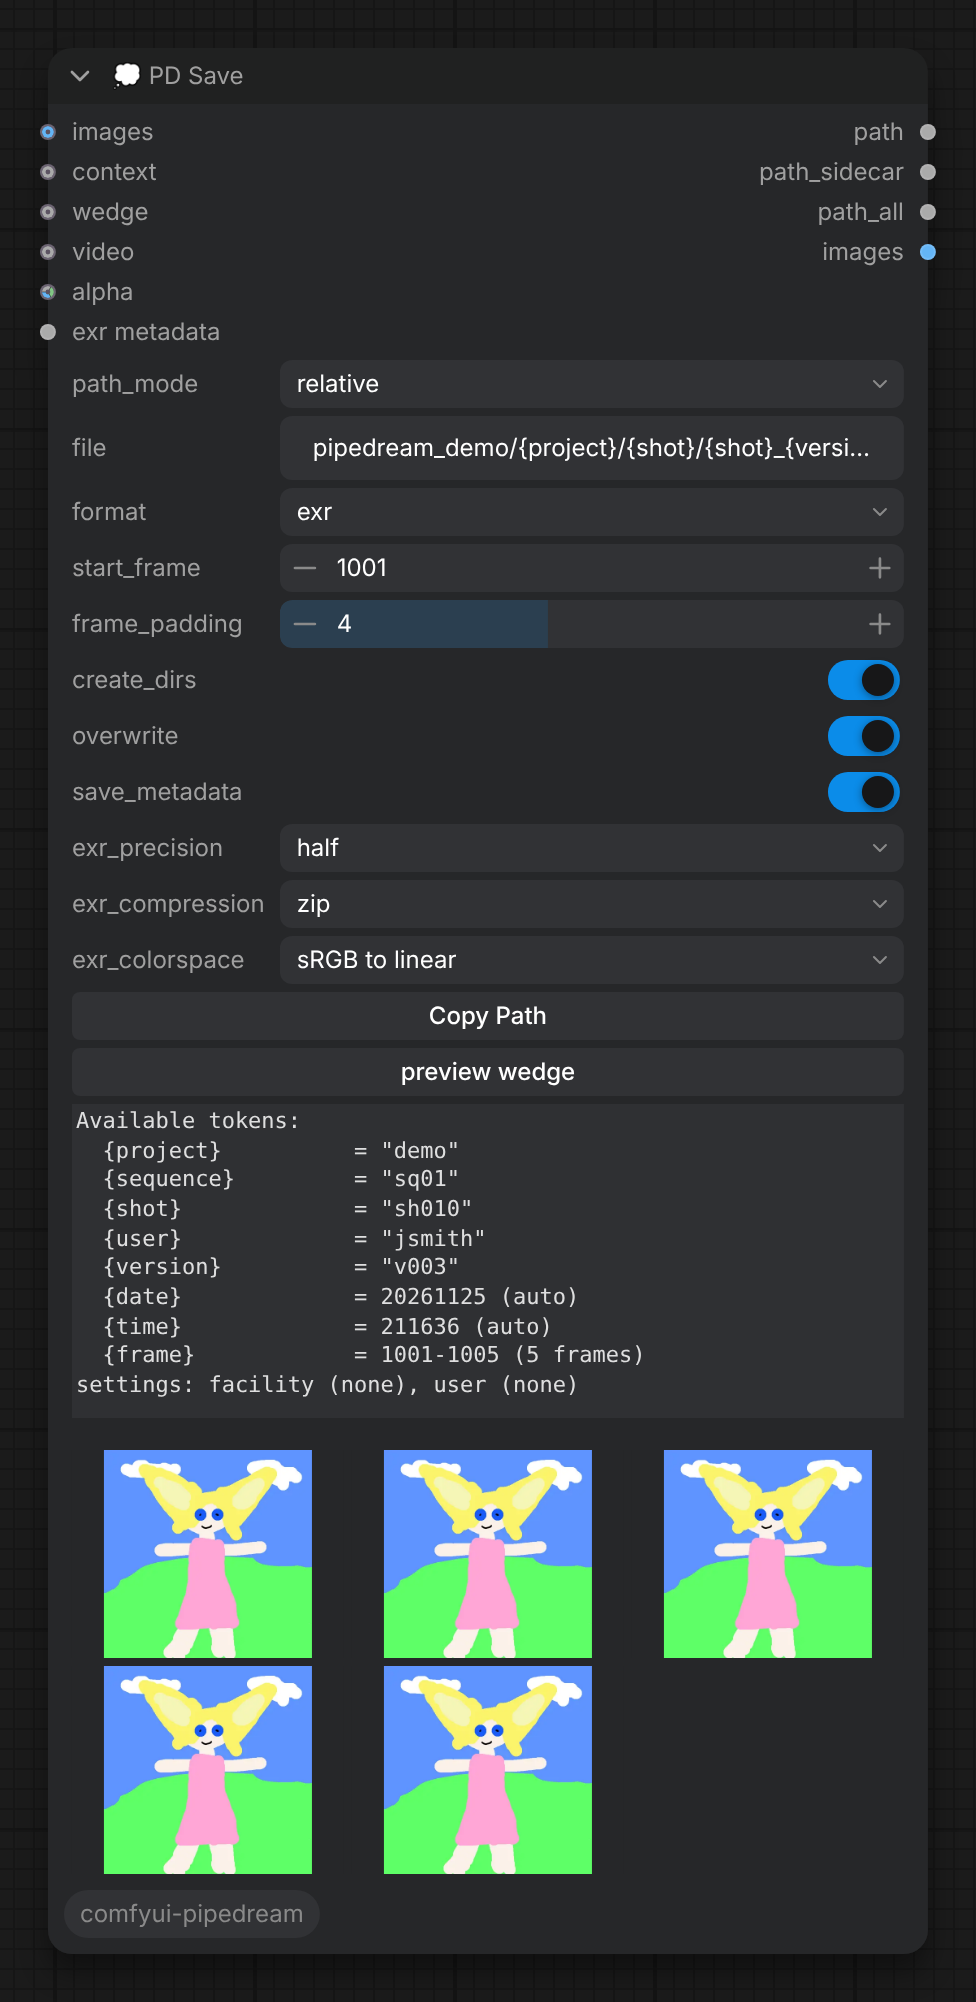 PD Save
images path
context path_sidecar
wedge path_all
video images
alpha
exr metadata
path_mode relative
file pipedream_demo/{project}/{shot}/{shot}_{versi...
format exr
start_frame 1001
frame_padding 4
create_dirs
overwrite
save_metadata
exr_precision half
exr_compression zip
exr_colorspace sRGB to linear
Copy Path
preview wedge
Available tokens:
{project} = "demo"
{sequence} = "sq01"
{shot} = "sh010"
{user} = "jsmith"
{version} = "v003"
{date} = 20261125 (auto)
{time} = 211636 (auto)
{frame} = 1001-1005 (5 frames)
settings: facility (none), user (none)
comfyui-pipedream